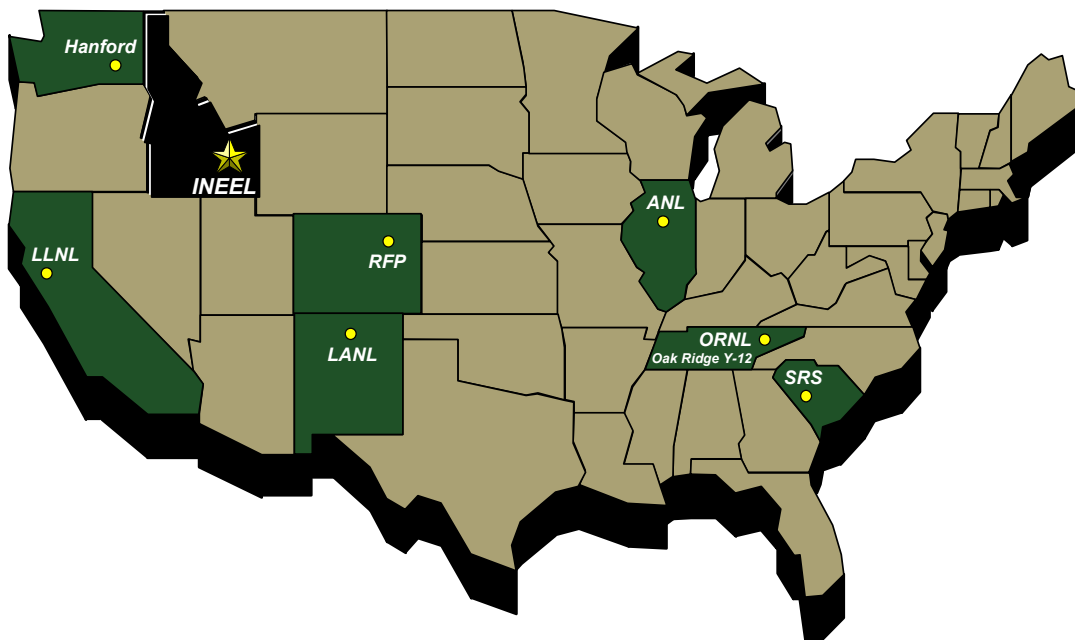 Hanford
INEEL
ANL
LLNL
RFP
LANL
ORNL
Oak Ridge Y-12
SRS